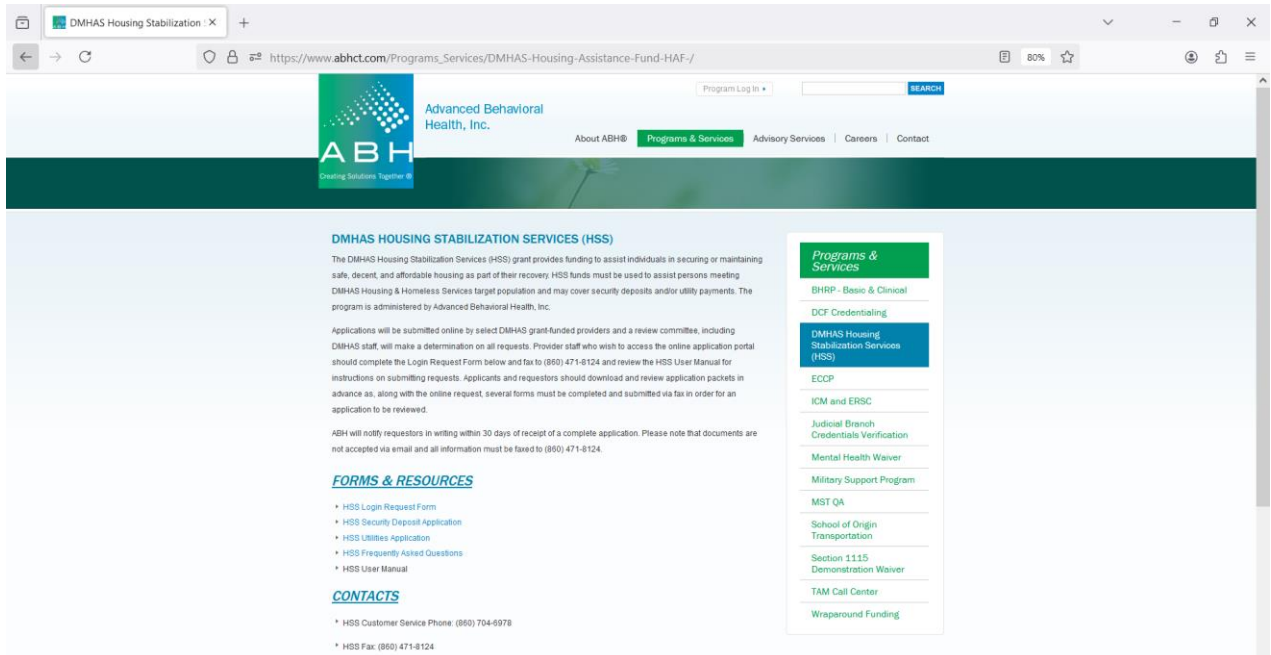 DMHAS Housing Stabilization :
https://www.abhct.com/Programs_Services/DMHAS-Housing-Assistance-Fund-HAF-/
80%
Program Log In
SEARCH
Advanced Behavioral
Health, Inc.
ABH
Creating Solutions Together ®
About ABH®
Programs & Services
Advisory Services
Careers
Contact
DMHAS HOUSING STABILIZATION SERVICES (HSS)
The DMHAS Housing Stabilization Services (HSS) grant provides funding to assist individuals in securing or maintaining
safe, decent, and affordable housing as part of their recovery. HSS funds must be used to assist persons meeting
DMHAS Housing & Homeless Services target population and may cover security deposits and/or utility payments. The
program is administered by Advanced Behavioral Health, Inc.
Applications will be submitted online by select DMHAS grant-funded providers and a review committee, including
DMHAS staff, will make a determination on all requests. Provider staff who wish to access the online application portal
should complete the Login Request Form below and fax to (860) 471-8124 and review the HSS User Manual for
instructions on submitting requests. Applicants and requestors should download and review application packets in
advance as, along with the online request, several forms must be completed and submitted via fax in order for an
application to be reviewed.
ABH will notify requestors in writing within 30 days of receipt of a complete application. Please note that documents are
not accepted via email and all information must be faxed to (860) 471-8124.
FORMS & RESOURCES
HSS Login Request Form
HSS Security Deposit Application
HSS Utilities Application
HSS Frequently Asked Questions
HSS User Manual
CONTACTS
HSS Customer Service Phone: (860) 704-6978
HSS Fax: (860) 471-8124
Programs &
Services
BHRP - Basic & Clinical
DCF Credentialing
DMHAS Housing
Stabilization Services
(HSS)
ECCP
ICM and ERSC
Judicial Branch
Credentials Verification
Mental Health Waiver
Military Support Program
MST QA
School of Origin
Transportation
Section 1115
Demonstration Waiver
TAM Call Center
Wraparound Funding